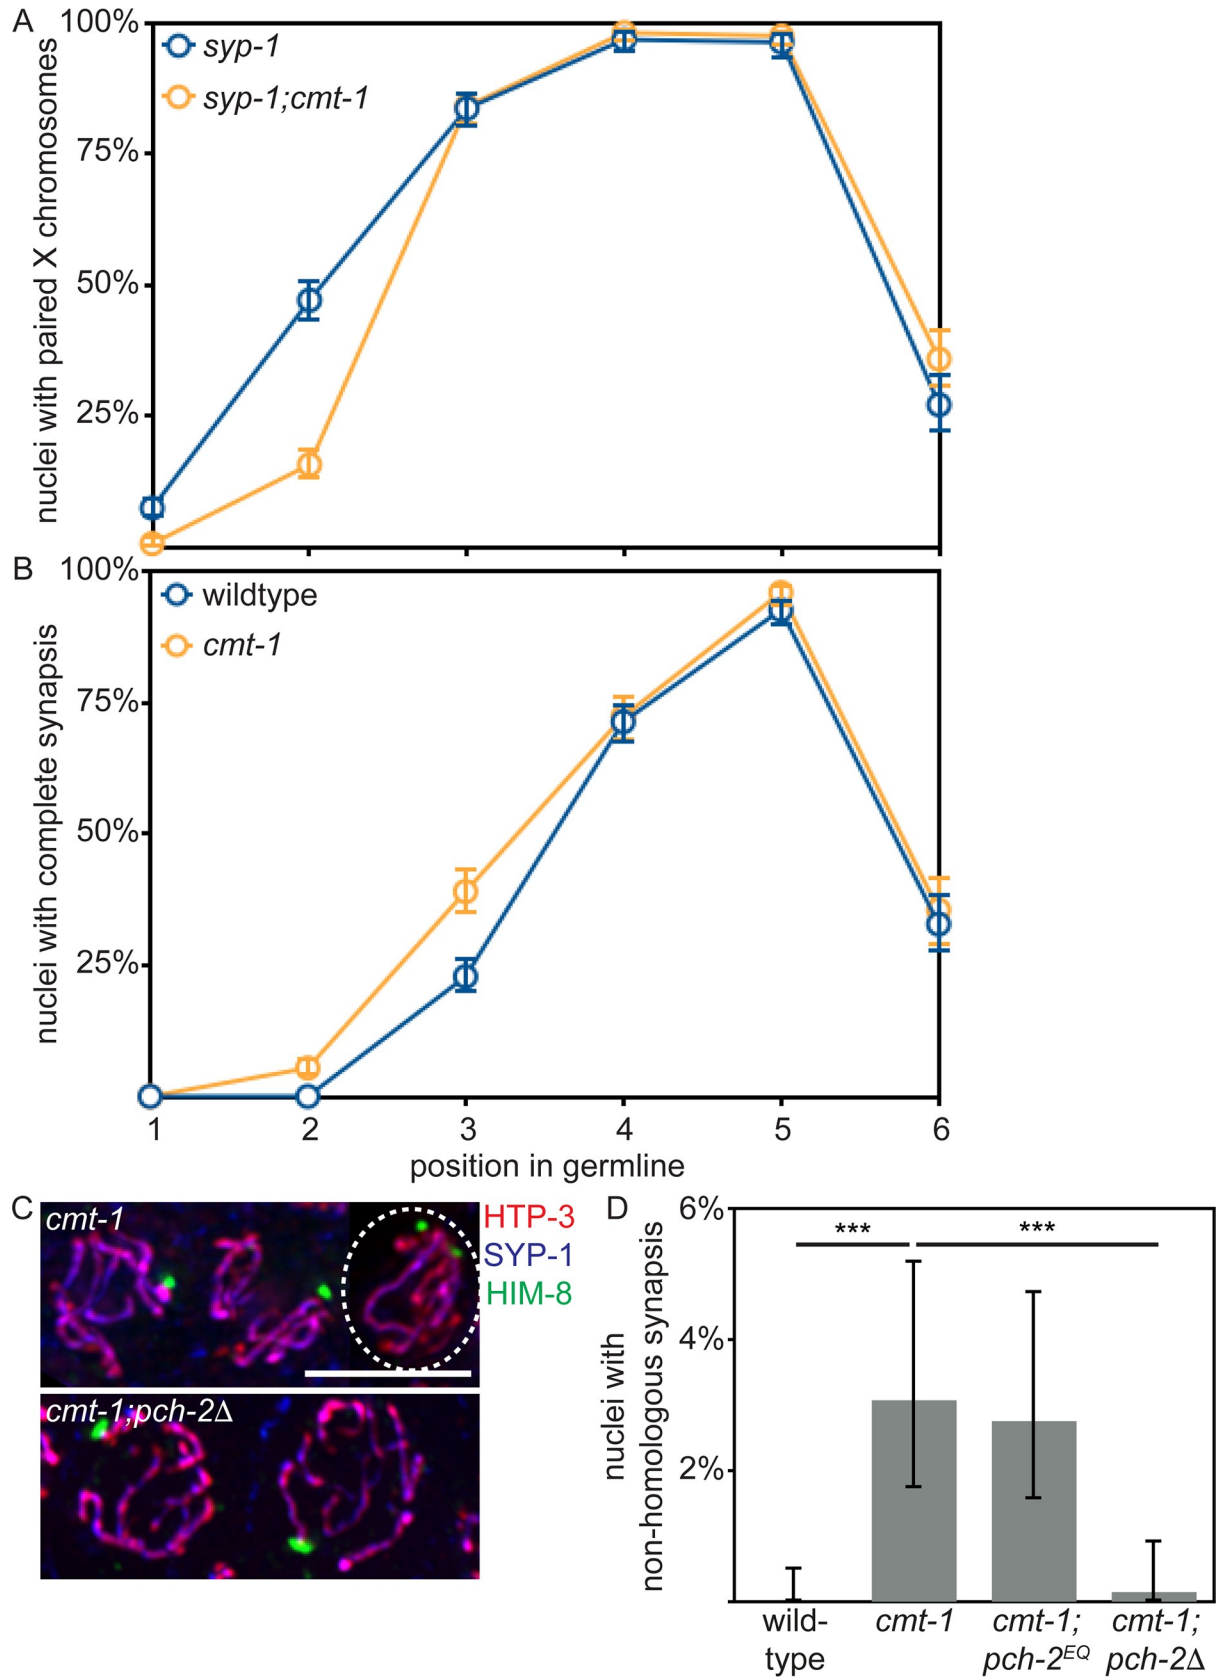 A
100%
75%
50%
25%
nuclei with paired X chromosomes
syp-1
syp-1;cmt-1
B
100%
75%
50%
25%
nuclei with complete synapsis
wildtype
cmt-1
1 2 3 4 5 6
position in germline
C
cmt-1
HTP-3
SYP-1
HIM-8
cmt-1;pch-2Δ
D
6%
4%
2%
nuclei with
non-homologous synapsis
*** ***
wild-
type
cmt-1
cmt-1;
pch-2EQ
cmt-1;
pch-2Δ